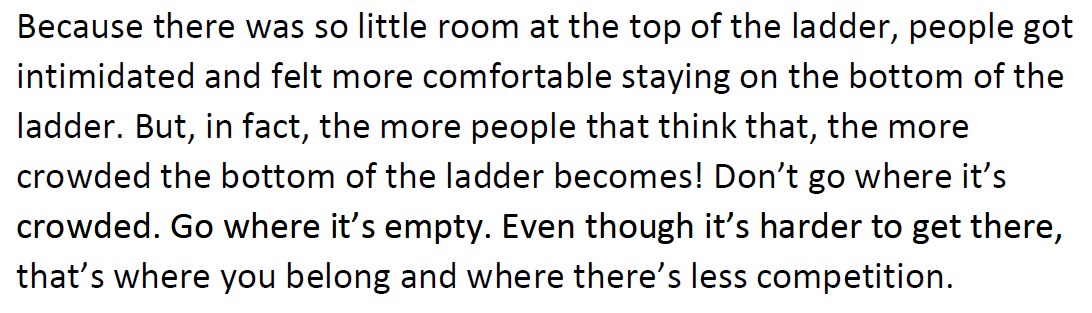 Because there was so little room at the top of the ladder, people got
intimidated and felt more comfortable staying on the bottom of the
ladder. But, in fact, the more people that think that, the more
crowded the bottom of the ladder becomes! Don’t go where it’s
crowded. Go where it’s empty. Even though it’s harder to get there,
that’s where you belong and where there’s less competition.